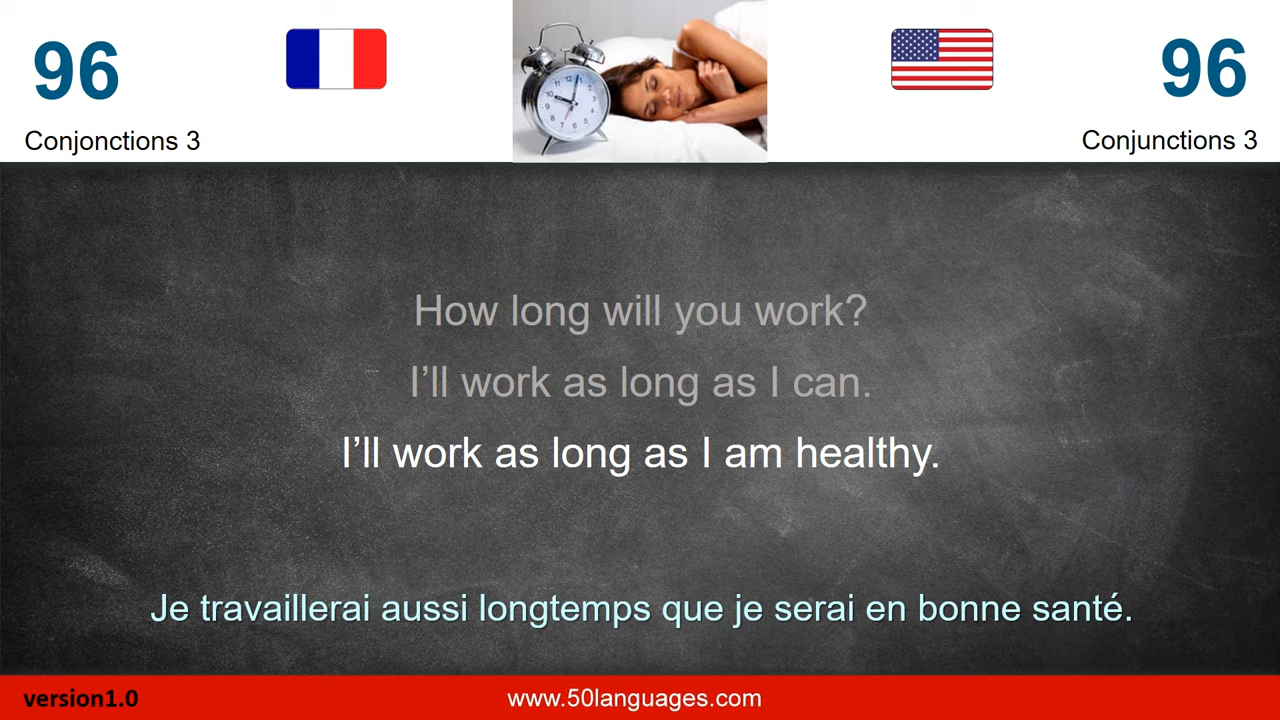 96
96
Conjonctions 3
Conjunctions 3
How long will you work?
I’ll work as long as I can.
I’ll work as long as I am healthy.
Je travaillerai aussi longtemps que je serai en bonne santé.
version1.0
www.50languages.com